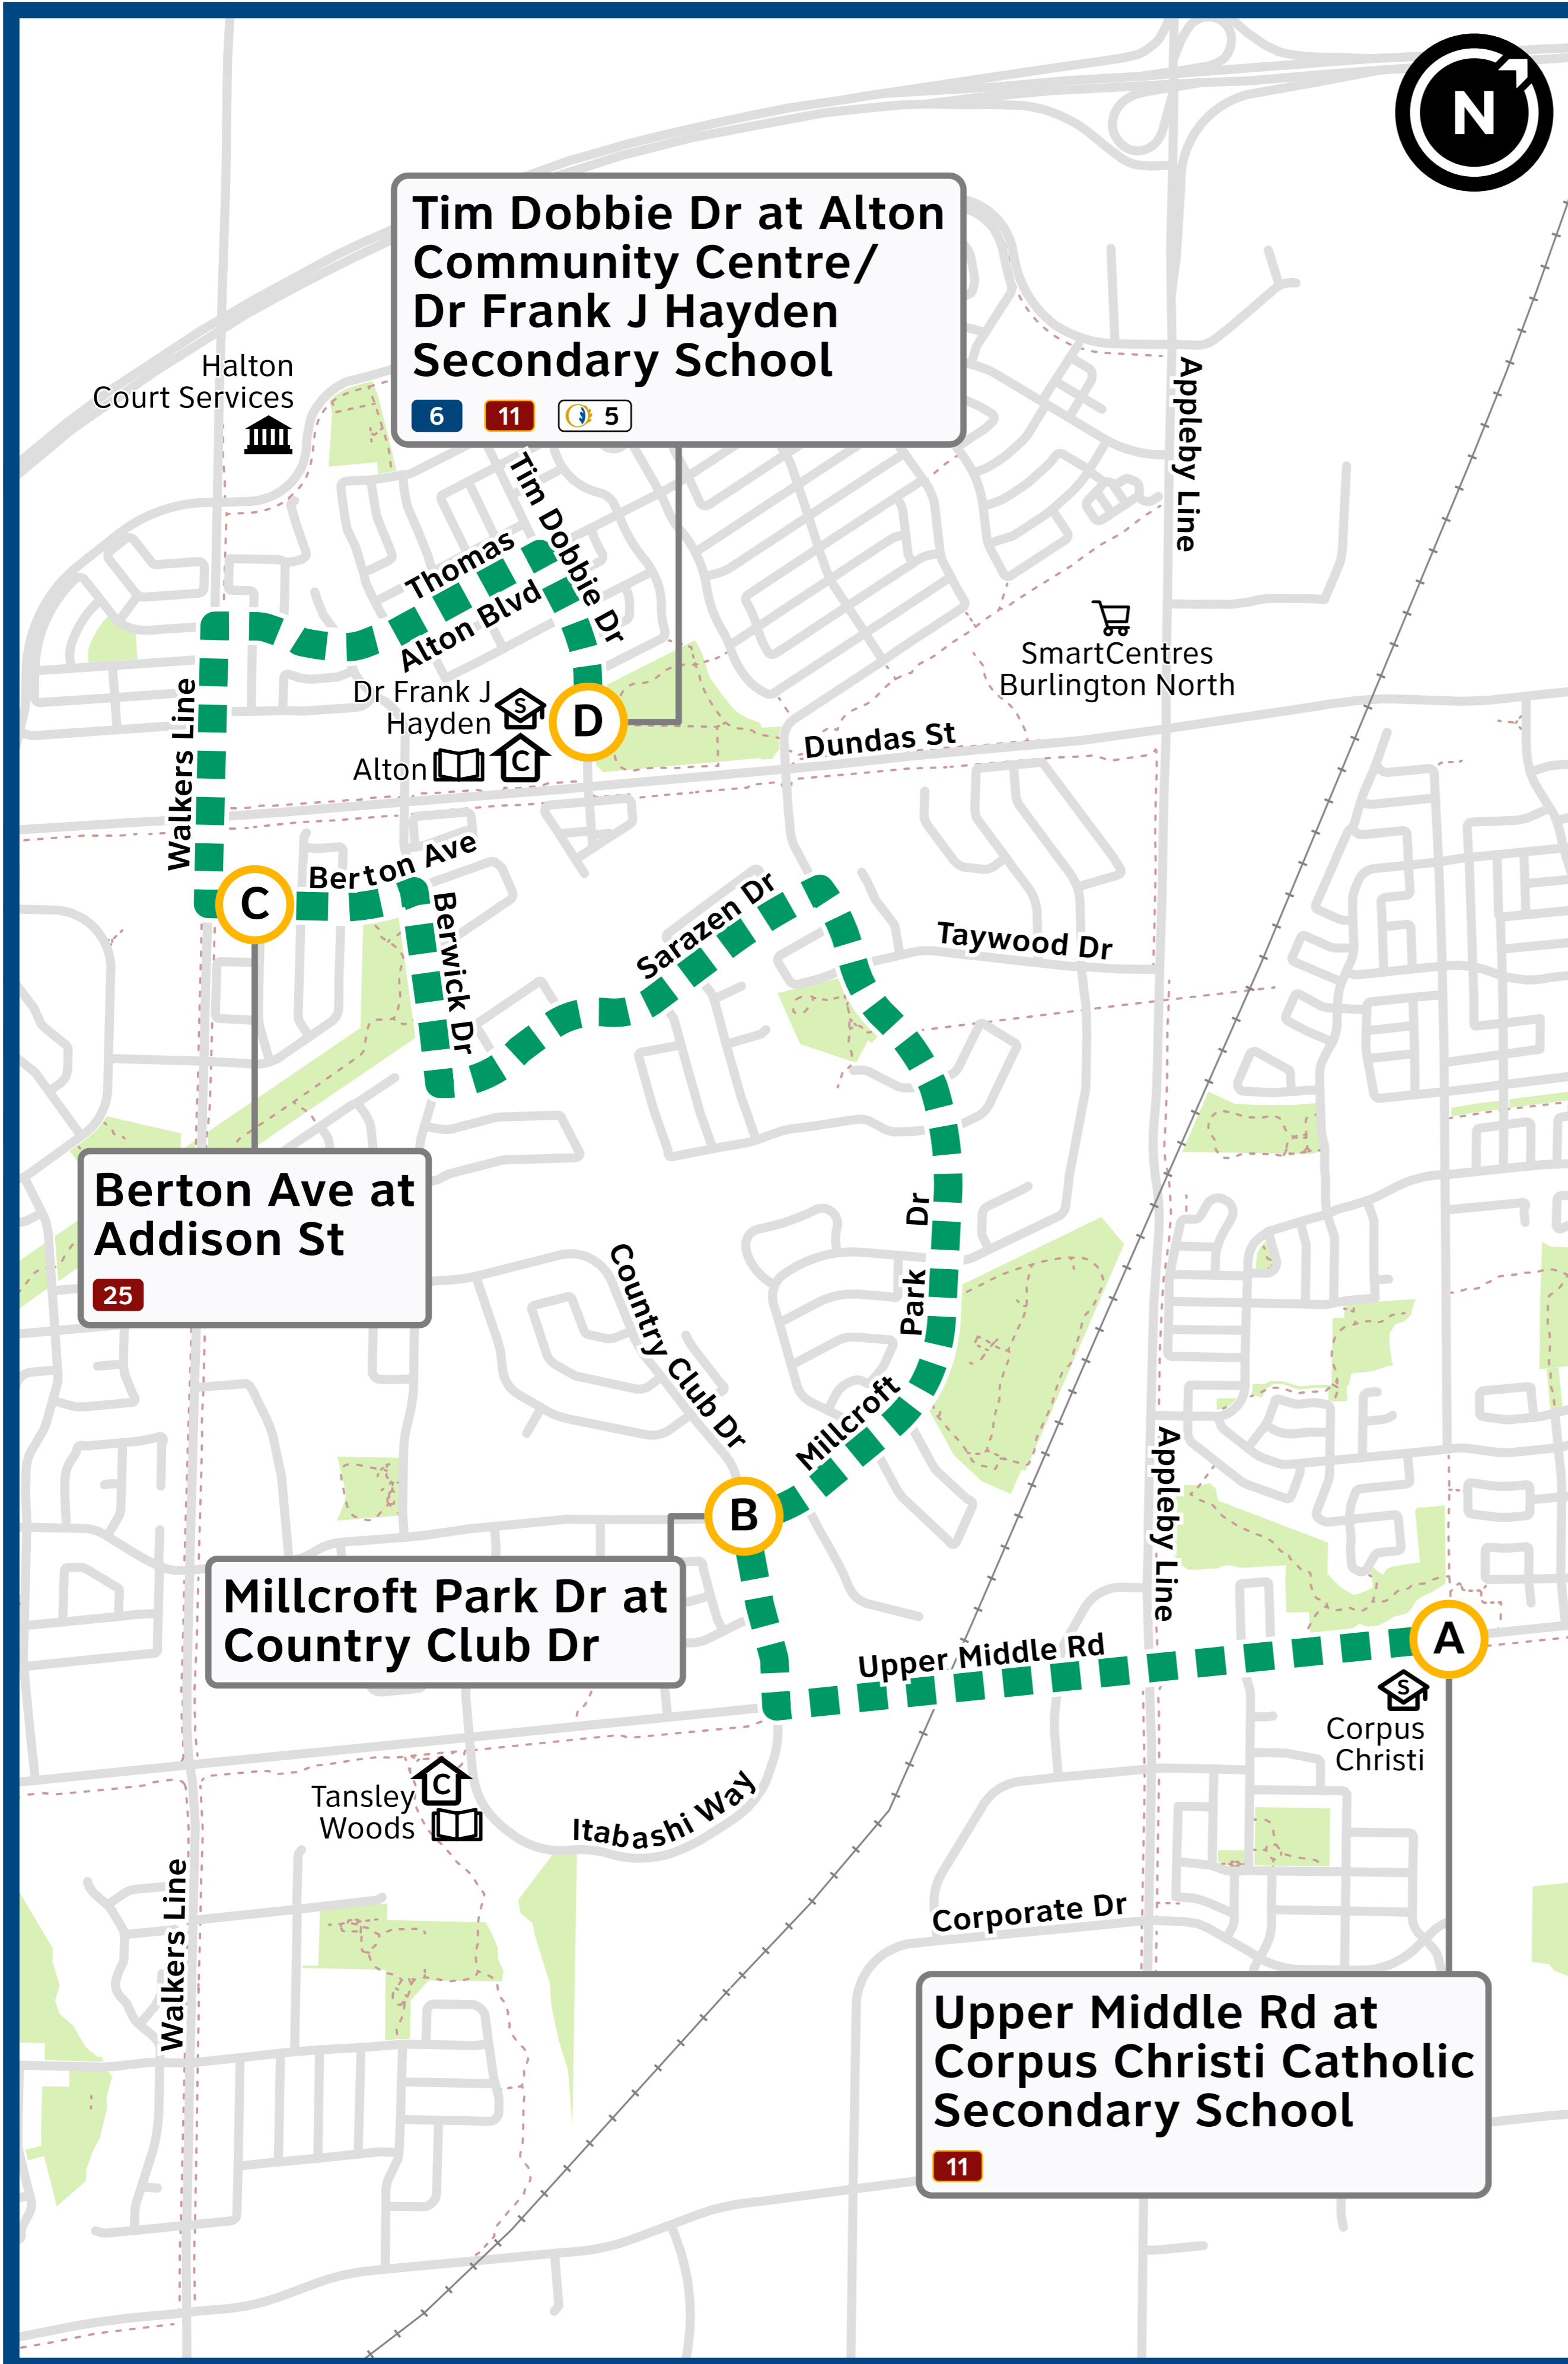 N
Tim Dobbie Dr at Alton
Community Centre/
Dr Frank J Hayden
Secondary School
6 11 5
Halton
Court Services
Appleby Line
Tim Dobbie Dr
Thomas
Alton Blvd
SmartCentres
Burlington North
Walkers Line
Dr Frank J
Hayden
S
D
Alton
C
Dundas St
C
Berton Ave
Berwick Dr
Sarazen Dr
Taywood Dr
Berton Ave at
Addison St
25
Country Club Dr
Millcroft Park Dr
B
Appleby Line
Millcroft Park Dr at
Country Club Dr
Upper Middle Rd
A
S
Corpus
Christi
C
Tansley
Woods
Itabashi Way
Walkers Line
Corporate Dr
Upper Middle Rd at
Corpus Christi Catholic
Secondary School
11